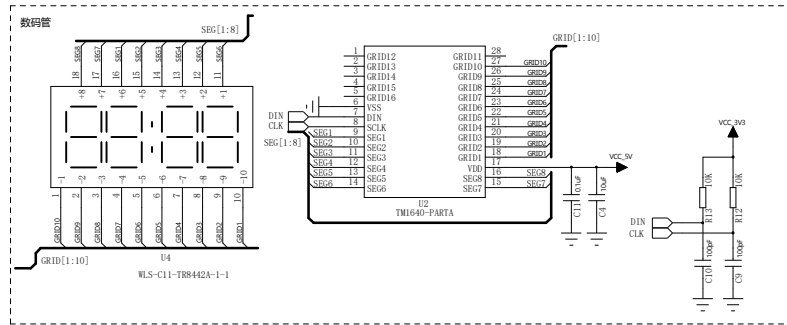 数码管
SEG[1:8]
SEG8
SEG7
SEG1
SEG2
SEG3
SEG4
SEG5
SEG6
18
17
16
15
14
13
12
11
+8
+7
+6
+5
+4
+3
+2
+1
-1
-2
-3
-4
-5
-6
-7
-8
-9
-10
1
2
3
4
5
6
7
8
9
10
GRID10
GRID9
GRID8
GRID7
GRID6
GRID5
GRID4
GRID3
GRID2
GRID1
GRID[1:10]
U4
WLS-C11-TR8442A-1-1
GRID[1:10]
1 GRID12 GRID11 28
2 GRID13 GRID10 27 GRID10
3 GRID14 GRID9 26 GRID9
4 GRID15 GRID8 25 GRID8
5 GRID16 GRID7 24 GRID7
6 VSS GRID6 23 GRID6
DIN 7 DIN GRID5 22 GRID5
CLK 8 SCLK GRID4 21 GRID4
SEG1 9 SEG1 GRID3 20 GRID3
SEG[1:8]
SEG2 10 SEG2 GRID2 19 GRID2
SEG3 11 SEG3 GRID1 18 GRID1
SEG4 12 SEG4 VDD 17
SEG5 13 SEG5 SEG8 16 SEG8
SEG6 14 SEG6 SEG7 15 SEG7
U2
TM1640-PARTA
VCC_5V
C11 0.1uF
C4 10uF
VCC_3V3
R13 10K
R12 10K
DIN
CLK
C10 100pF
C9 100pF